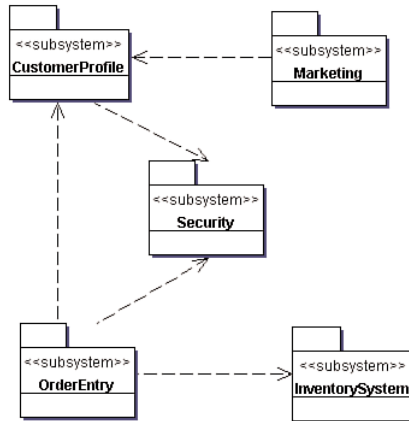 <<subsystem>>
CustomerProfile
<<subsystem>>
Marketing
<<subsystem>>
Security
<<subsystem>>
OrderEntry
<<subsystem>>
InventorySystem